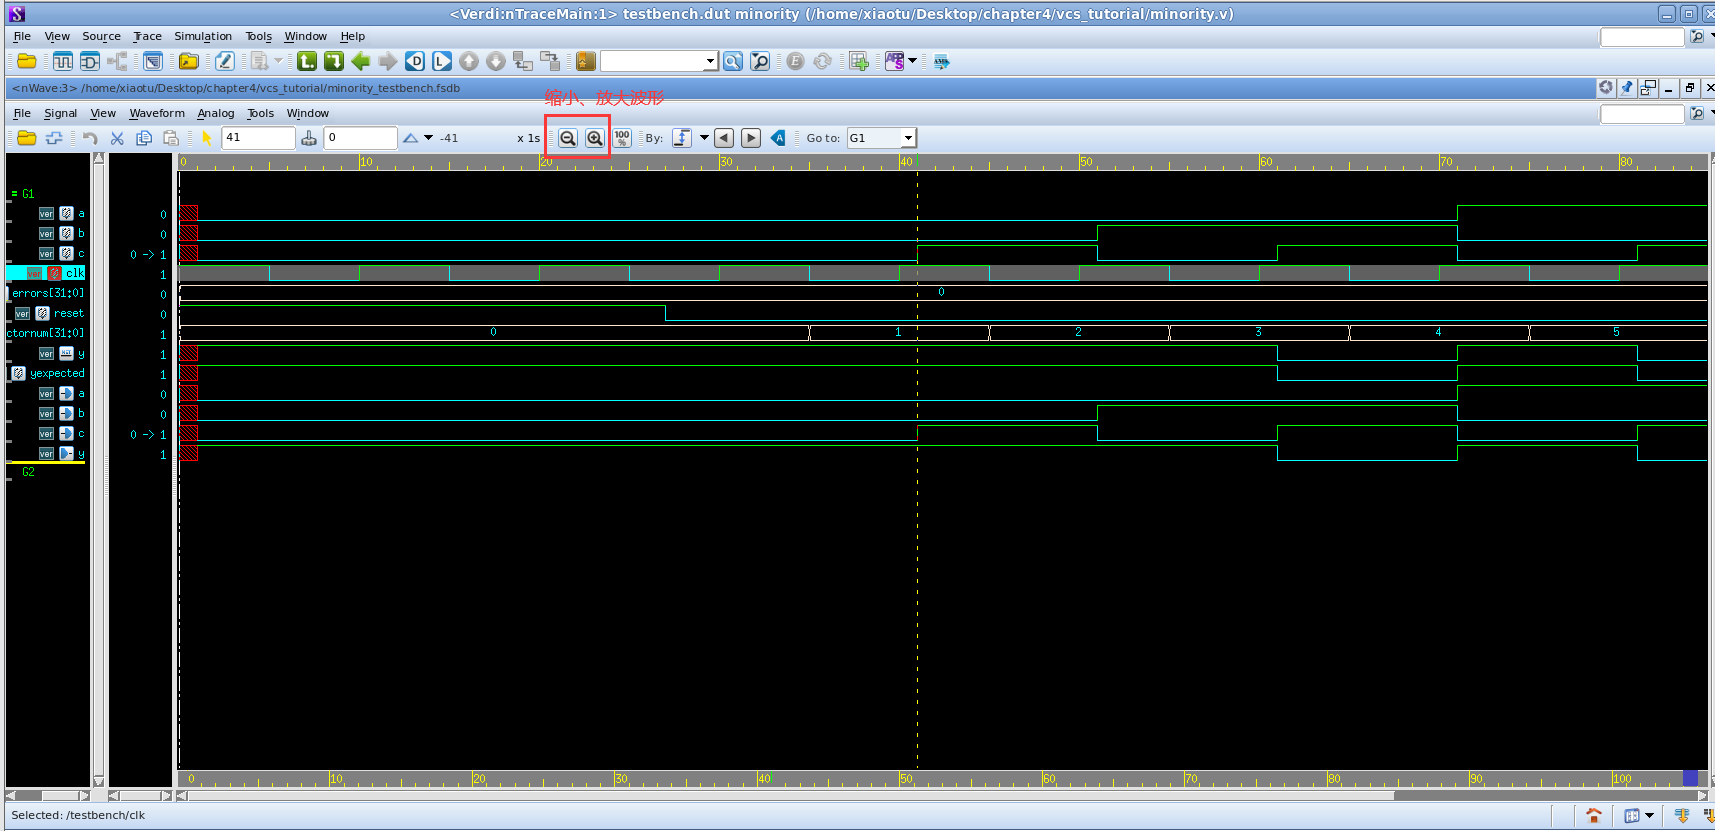 <Verdi:nTraceMain:1> testbench.dut minority (/home/xiaotu/Desktop/chapter4/vcs_tutorial/minority.v)
File View Source Trace Simulation Tools Window Help
<nWave:3> /home/xiaotu/Desktop/chapter4/vcs_tutorial/minority_testbench.fsdb
缩小、放大波形
File Signal View Waveform Analog Tools Window
41 0 -41 x 1s 100 % By: Go to: G1
0 10 20 30 40 50 60 70 80
= G1
ver a 0
ver b 0
ver c 0 -> 1
ver clk 1
errors[31:0] 0 0
ver reset 0
ctornum[31:0] 1 0 1 2 3 4 5
ver y 1
yexpected 1
ver a 0
ver b 0
ver c 0 -> 1
ver y 1
G2
0 10 20 30 40 50 60 70 80 90 100
Selected: /testbench/clk